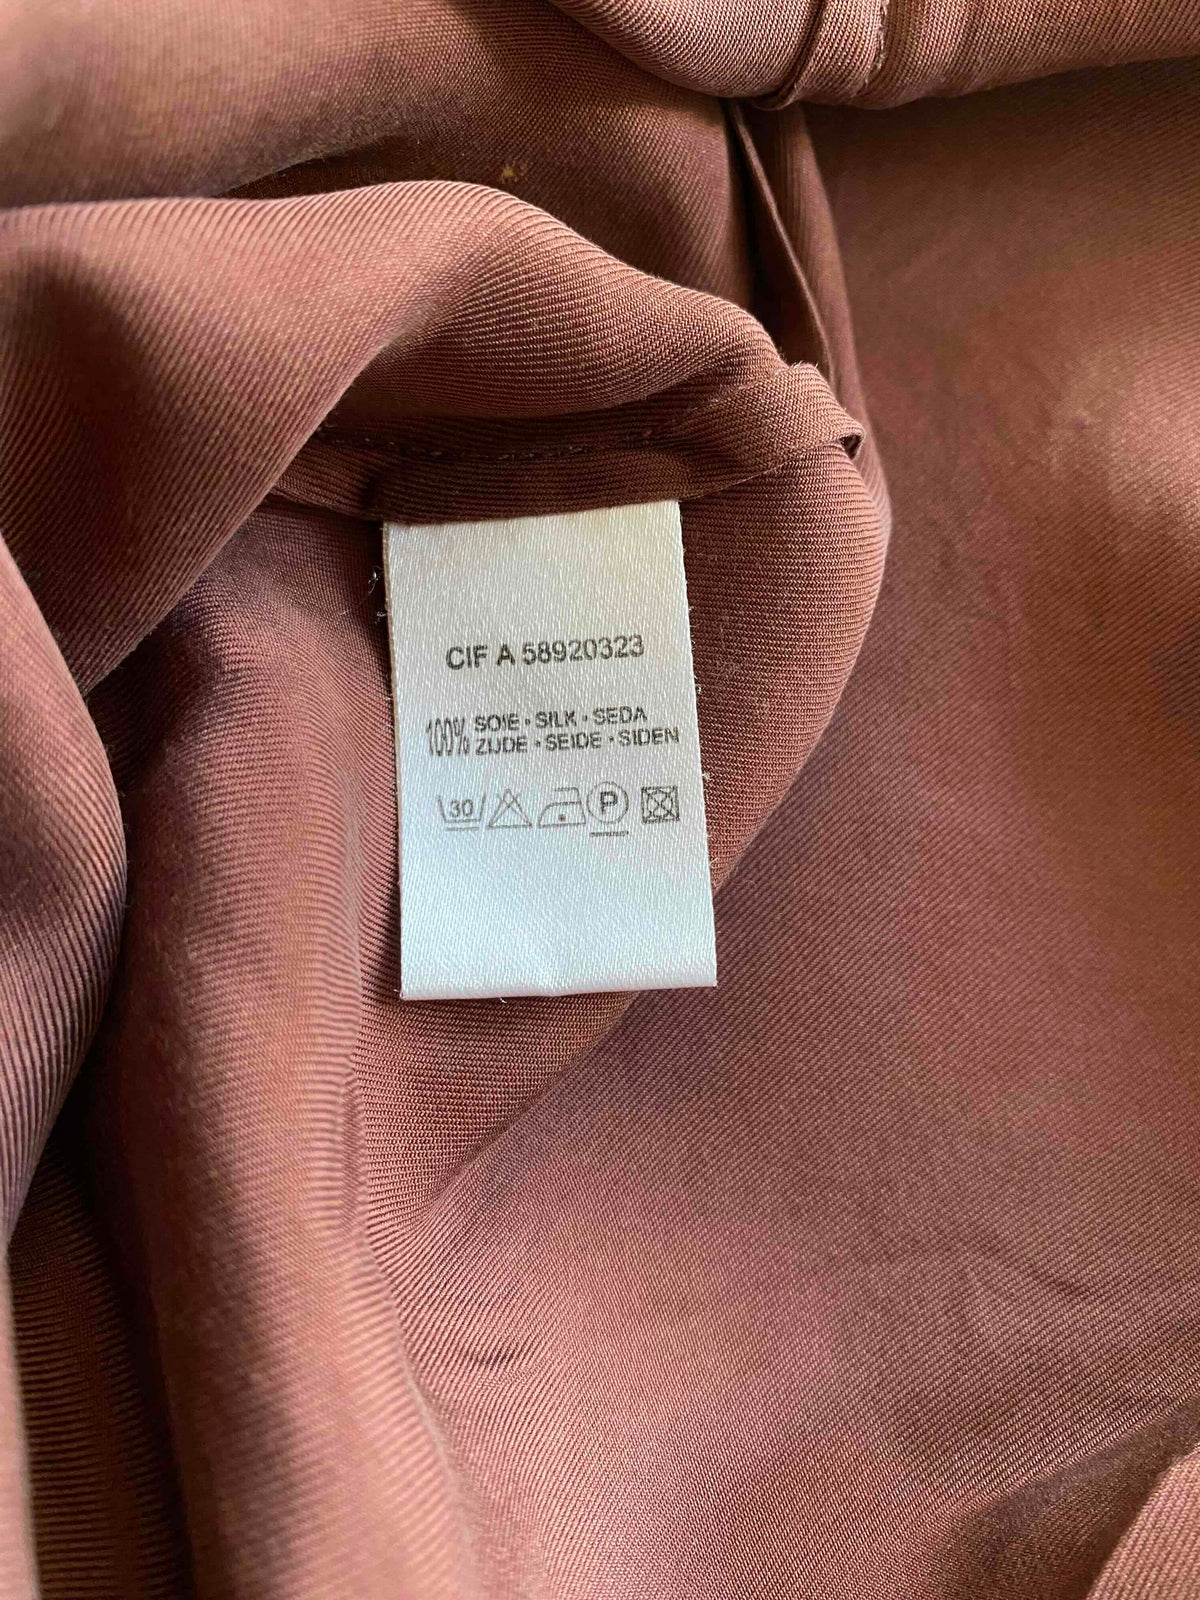 CIF A 58920323
100% SOIE • SILK • SEDA
ZIJDE • SEIDE • SIDEN
30 P